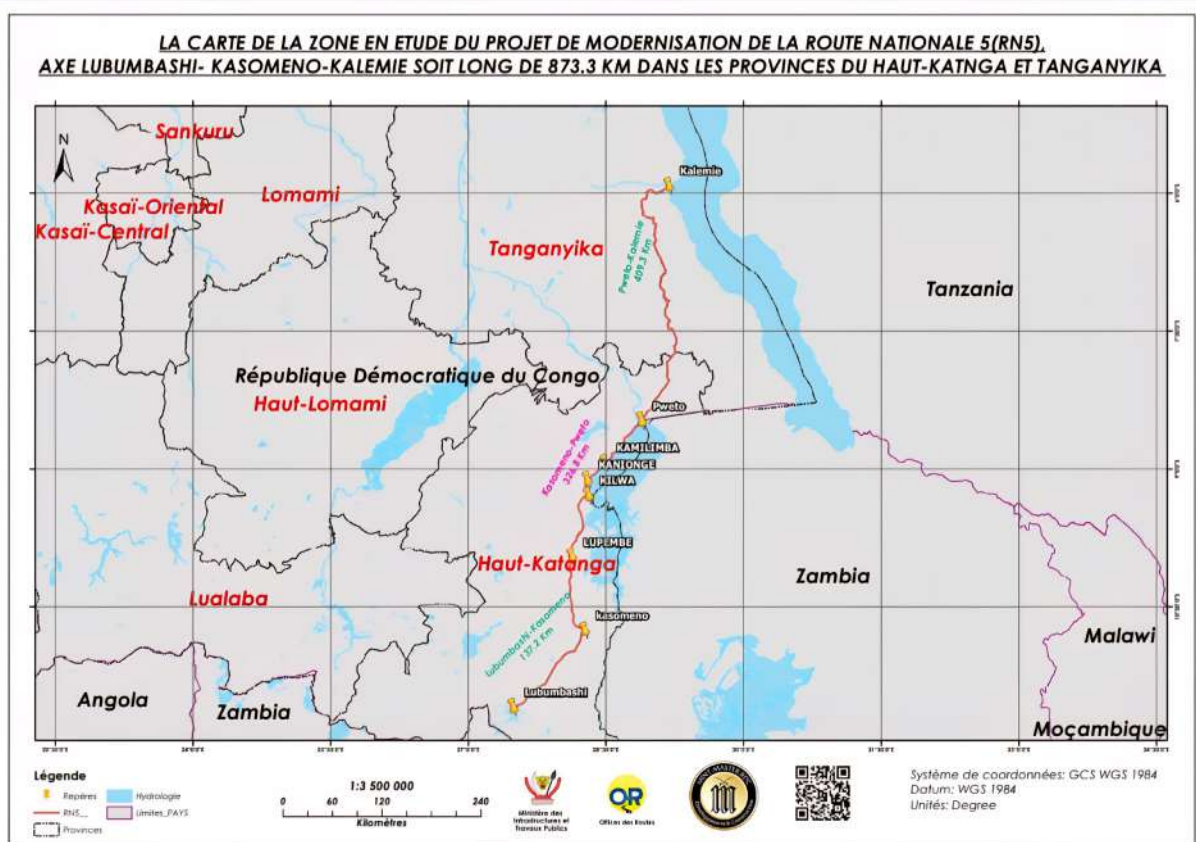 LA CARTE DE LA ZONE EN ETUDE DU PROJET DE MODERNISATION DE LA ROUTE NATIONALE 5(RN5),
AXE LUBUMBASHI- KASOMENO-KALEMIE SOIT LONG DE 873.3 KM DANS LES PROVINCES DU HAUT-KATNGA ET TANGANYIKA
N
Sankuru
Kalemie
Lomami
Kasaï-Oriental
Kasaï-Central
Tanganyika
Pweto-Kalemie
409.3 Km
Tanzania
République Démocratique du Congo
Haut-Lomami
Pweto
Kasomeno-Pweto
326.8 Km
KAMILIMBA
KANIONGE
KILWA
LUPEMBE
Haut-Katanga
Zambia
Lualaba
kasomeno
lubumbashi-Kasomeno
137.2 Km
Malawi
Lubumbashi
Angola
Zambia
Moçambique
Légende
Repères
Hydrologie
RN5__
Limites_PAYS
Provinces
1:3 500 000
0 60 120 240
Kilomètres
Ministère des
Infrastructures et
Travaux Publics
OR
Offices des Routes
Système de coordonnées: GCS WGS 1984
Datum: WGS 1984
Unités: Degree